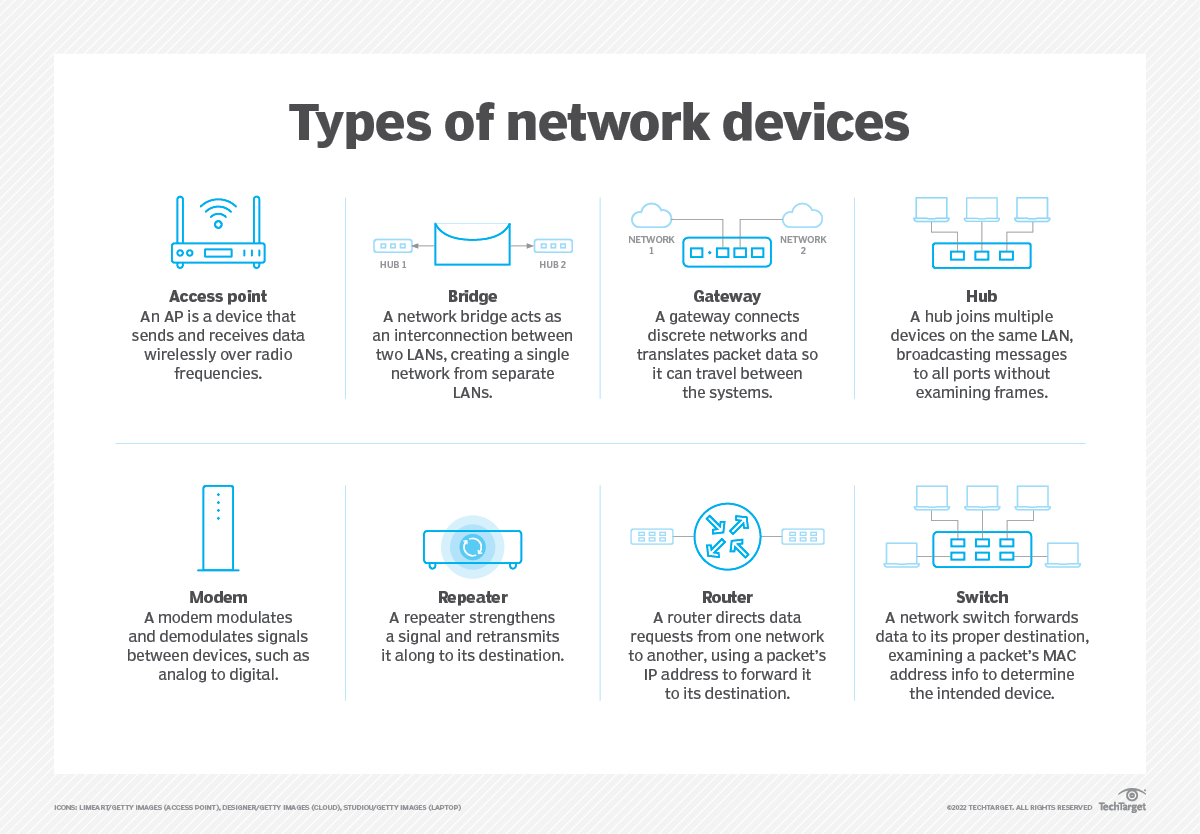 Types of network devices
NETWORK
1
NETWORK
2
HUB 1
HUB 2
Access point
An AP is a device that
sends and receives data
wirelessly over radio
frequencies.
Bridge
A network bridge acts as
an interconnection between
two LANs, creating a single
network from separate
LANs.
Gateway
A gateway connects
discrete networks and
translates packet data so
it can travel between
the systems.
Hub
A hub joins multiple
devices on the same LAN,
broadcasting messages
to all ports without
examining frames.
Modem
A modem modulates
and demodulates signals
between devices, such as
analog to digital.
Repeater
A repeater strengthens
a signal and retransmits
it along to its destination.
Router
A router directs data
requests from one network
to another, using a packet's
IP address to forward it
to its destination.
Switch
A network switch forwards
data to its proper destination,
examining a packet's MAC
address info to determine
the intended device.
ICONS: LIMEART/GETTY IMAGES (ACCESS POINT), DESIGNER/GETTY IMAGES (CLOUD), STUDIOU/GETTY IMAGES (LAPTOP)
©2022 TECHTARGET. ALL RIGHTS RESERVED
TechTarget